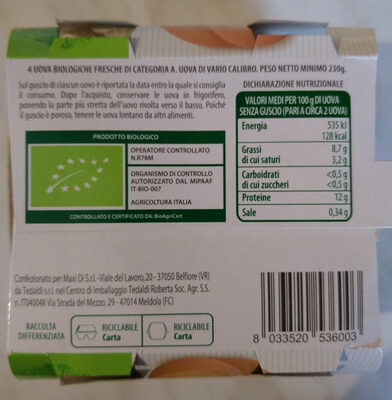 4 UOVA BIOLOGICHE FRESCHE DI CATEGORIA A. UOVA DI VARIO CALIBRO. PESO NETTO MINIMO 230g.
Sul guscio di ciascun uovo è riportata la data entro la quale si consiglia
il consumo. Dopo l'acquisto, conservare le uova in frigorifero,
ponendo la parte più stretta dell'uovo rivolta verso il basso. Poiché
il guscio è poroso, tenere le uova lontano da altri alimenti.
PRODOTTO BIOLOGICO
OPERATORE CONTROLLATO
N.R78M
ORGANISMO DI CONTROLLO
AUTORIZZATO DAL MIPAAF
IT-BIO-007
AGRICOLTURA ITALIA
CONTROLLATO E CERTIFICATO DA: BioAgriCert
DICHIARAZIONE NUTRIZIONALE
VALORI MEDI PER 100g DI UOVA
SENZA GUSCIO (PARI A CIRCA 2 UOVA)
Energia 535 kJ
128 kcal
Grassi 8,7 g
di cui saturi 3,2 g
Carboidrati <0,5 g
di cui zuccheri <0,5 g
Proteine 12 g
Sale 0,34 g
Confezionato per Maxi Di S.r.l.-Viale del Lavoro, 20 - 37050 Belfiore (VR)
da Tedaldi s.r.l. nel Centro di Imballaggio Tedaldi Roberta Soc. Agr. S.S.
n. IT040048 Via Strada del Mezzo, 29 - 47014 Meldola (FC)
RACCOLTA
DIFFERENZIATA
RICICLABILE
Carta
RICICLABILE
Carta
8 033520 536003